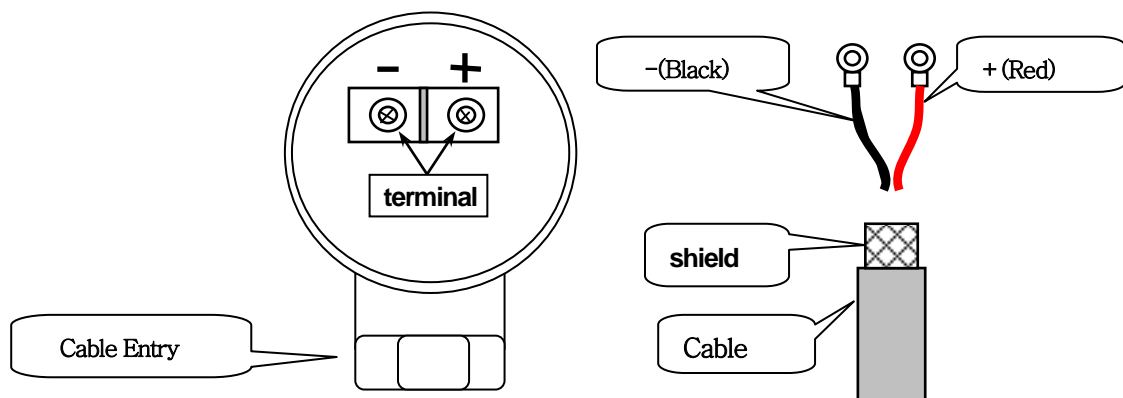 - +
terminal
Cable Entry
-(Black)
+(Red)
shield
Cable